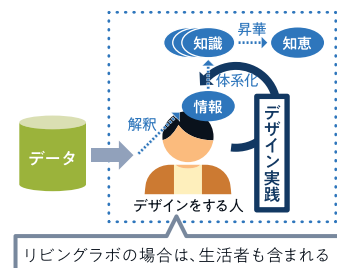 昇華
知識
知恵
体系化
情報
解釈
データ
デザイン実践
デザインをする人
リビングラボの場合は、生活者も含まれる